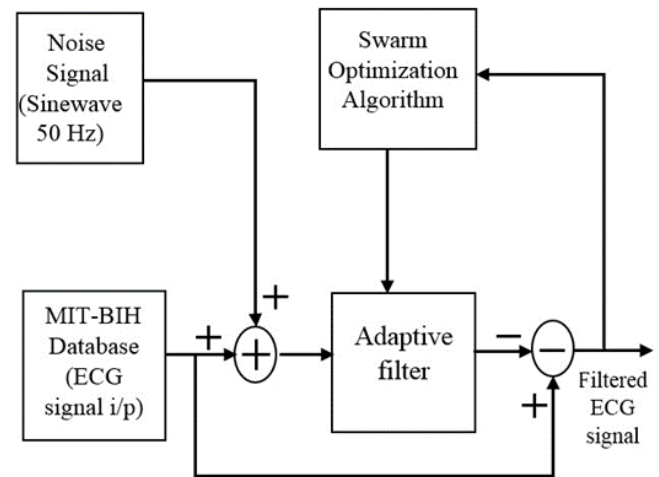 Noise
Signal
(Sinewave
50 Hz)
Swarm
Optimization
Algorithm
MIT-BIH
Database
(ECG
signal i/p)
+
+
+
Adaptive
filter
−
−
+
Filtered
ECG
signal